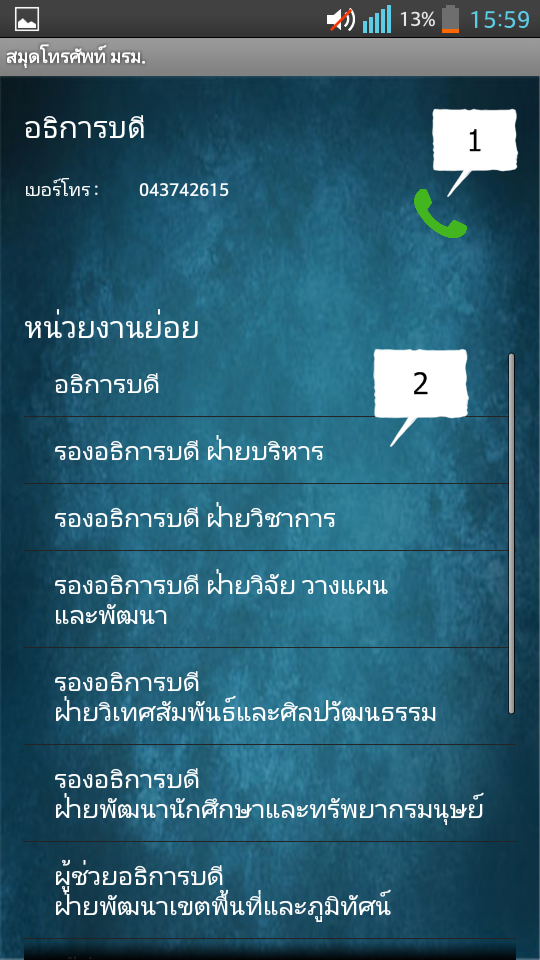 13% 15:59
สมุดโทรศัพท์ มรม.
อธิการบดี
1
เบอร์โทร : 043742615
หน่วยงานย่อย
อธิการบดี
2
รองอธิการบดี ฝ่ายบริหาร
รองอธิการบดี ฝ่ายวิชาการ
รองอธิการบดี ฝ่ายวิจัย วางแผน
และพัฒนา
รองอธิการบดี
ฝ่ายวิเทศสัมพันธ์และศิลปวัฒนธรรม
รองอธิการบดี
ฝ่ายพัฒนานักศึกษาและทรัพยากรมนุษย์
ผู้ช่วยอธิการบดี
ฝ่ายพัฒนาเขตพื้นที่และภูมิทัศน์